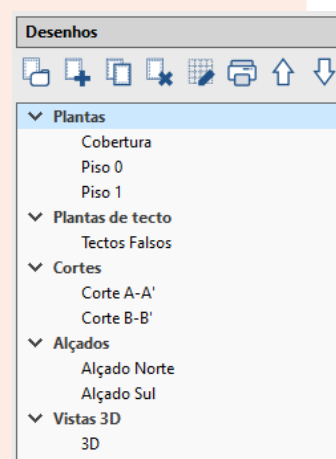 Desenhos
Plantas
Cobertura
Piso 0
Piso 1
Plantas de tecto
Tectos Falsos
Cortes
Corte A-A'
Corte B-B'
Alçados
Alçado Norte
Alçado Sul
Vistas 3D
3D